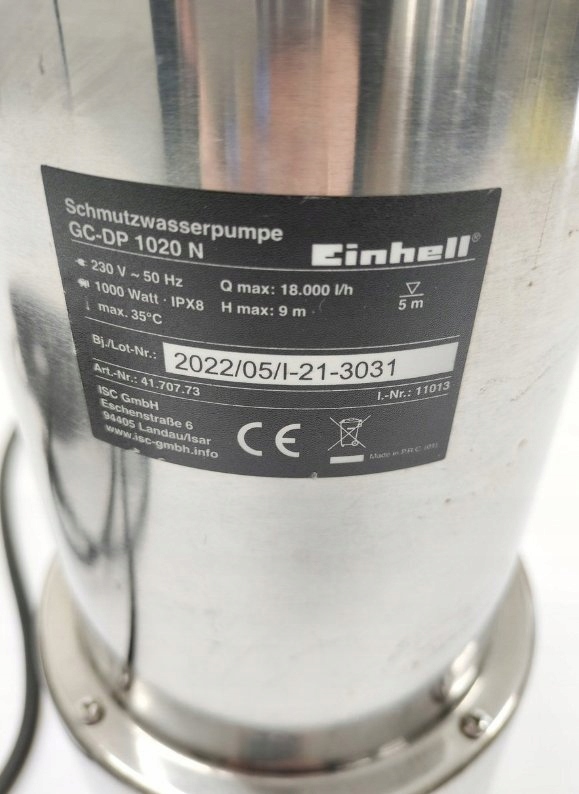 Schmutzwasserpumpe
GC-DP 1020 N
Einhell®
230 V ~ 50 Hz
1000 Watt · IPX8
max. 35°C
Q max: 18.000 l/h
H max: 9 m
5 m
Bj./Lot-Nr.: 2022/05/I-21-3031
Art.-Nr.: 41.707.73
I.-Nr.: 11013
ISC GmbH
Eschenstraße 6
94405 Landau/Isar
www.isc-gmbh.info
CE
Made in P.R.C.